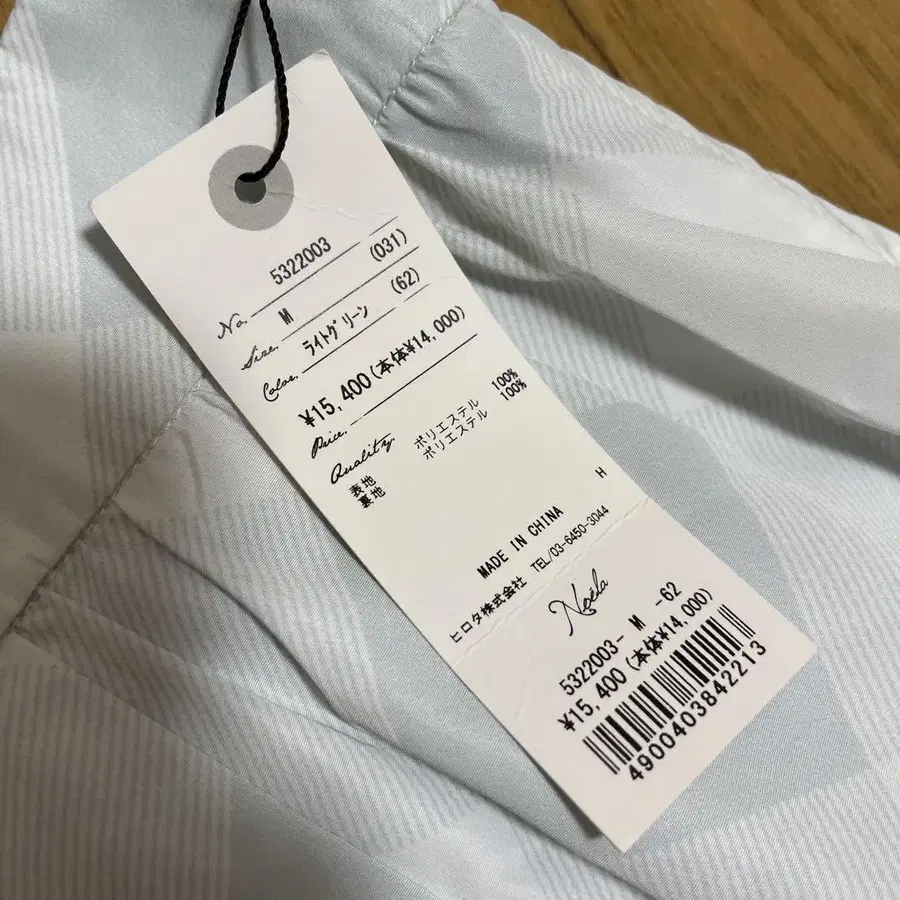 No. 5322003 (031)
Size. M (62)
Color. ライトグリーン
¥15,400(本体¥14,000)
Price.
Quality. ポリエステル 100%
ポリエステル 100%
表地
裏地
H
MADE IN CHINA
ヒロタ株式会社 TEL/03-6450-3044
Noëla
5322003- M -62
¥15,400(本体¥14,000)
4900403842213